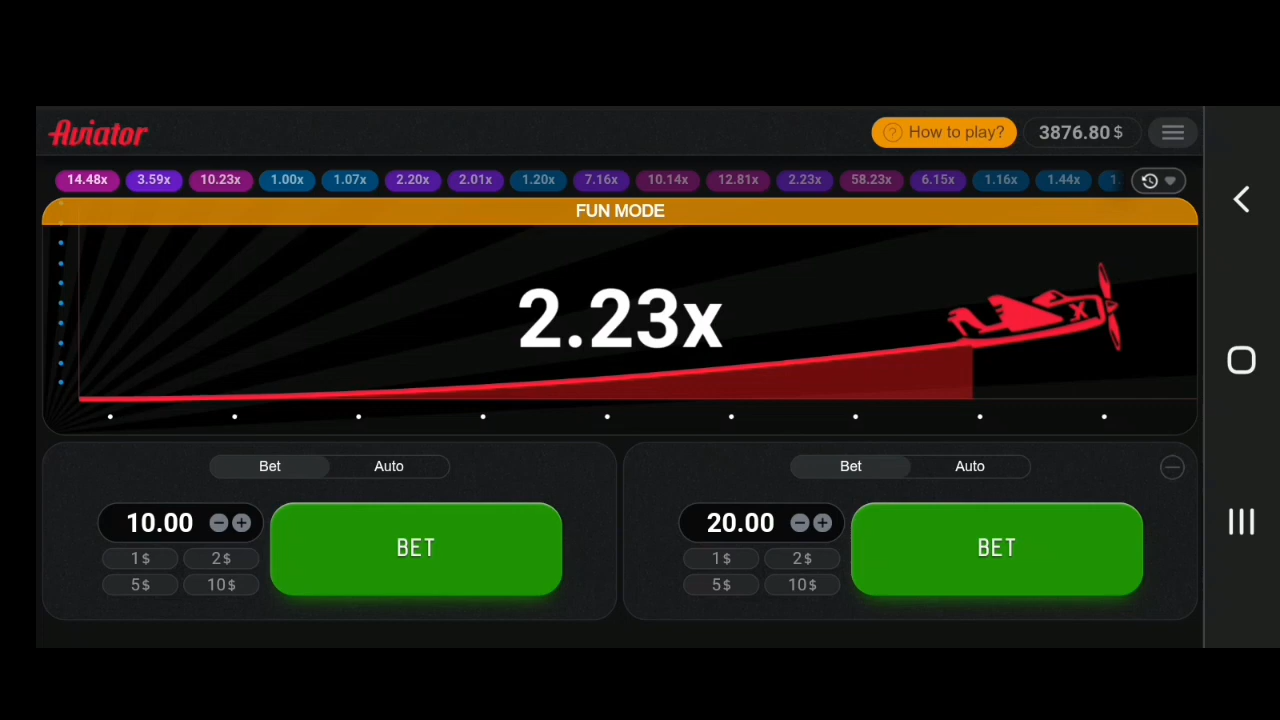 Aviator
? How to play?
3876.80 $
14.48x 3.59x 10.23x 1.00x 1.07x 2.20x 2.01x 1.20x 7.16x 10.14x 12.81x 2.23x 58.23x 6.15x 1.16x 1.44x 1.
FUN MODE
2.23x
X
Bet Auto
10.00
1$ 2$
5$ 10$
BET
Bet Auto
20.00
1$ 2$
5$ 10$
BET